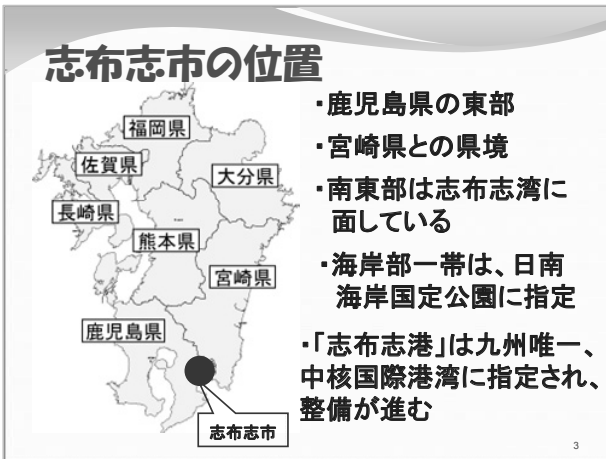 志布志市の位置
福岡県
佐賀県
大分県
長崎県
熊本県
宮崎県
鹿児島県
志布志市
・鹿児島県の東部
・宮崎県との県境
・南東部は志布志湾に
面している
・海岸部一帯は、日南
海岸国定公園に指定
・「志布志港」は九州唯一、
中核国際港湾に指定され、
整備が進む
3